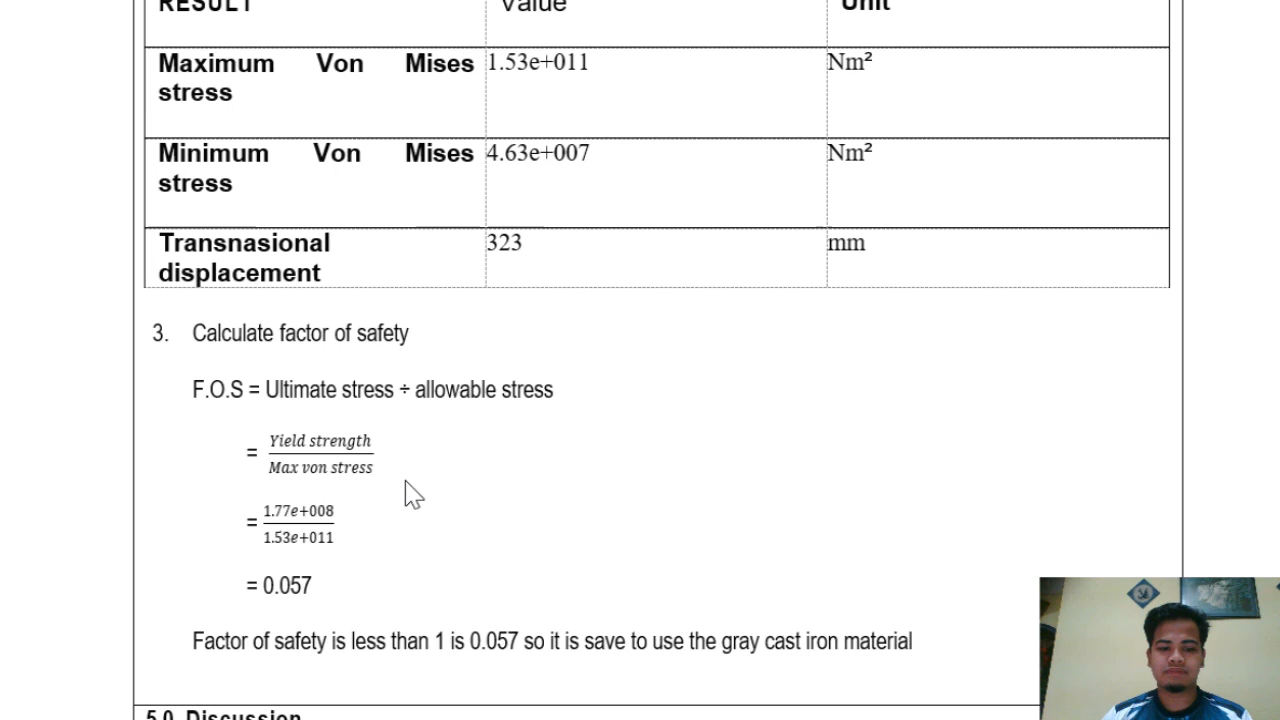 RESULT Value Unit
Maximum Von Mises 1.53e+011 Nm²
stress
Minimum Von Mises 4.63e+007 Nm²
stress
Transnasional 323 mm
displacement
3. Calculate factor of safety
F.O.S = Ultimate stress ÷ allowable stress
= Yield strength
Max von stress
= 1.77e+008
1.53e+011
= 0.057
Factor of safety is less than 1 is 0.057 so it is save to use the gray cast iron material
5.0 Discussion